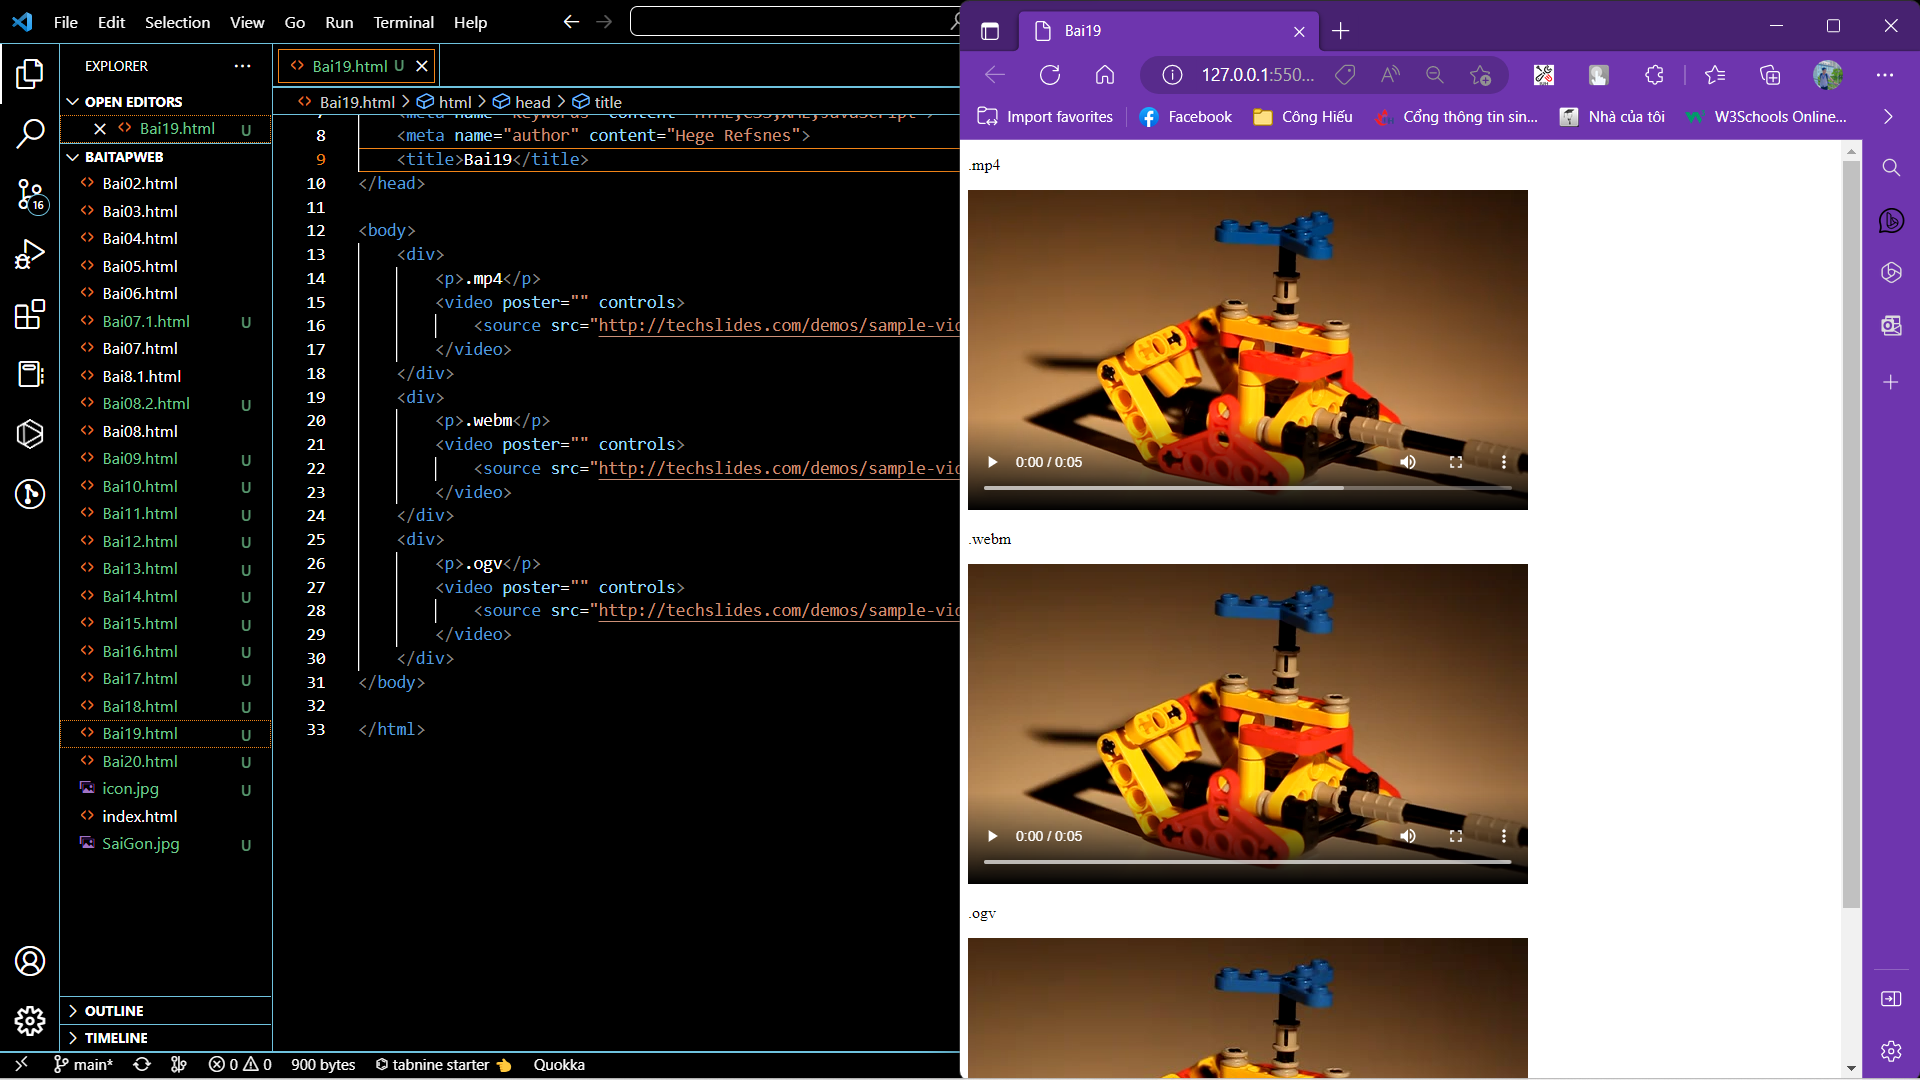 File Edit Selection View Go Run Terminal Help
EXPLORER
OPEN EDITORS
Bai19.html U
BAITAPWEB
Bai02.html
Bai03.html
Bai04.html
Bai05.html
Bai06.html
Bai07.1.html U
Bai07.html
Bai8.1.html
Bai08.2.html U
Bai08.html
Bai09.html U
Bai10.html U
Bai11.html U
Bai12.html U
Bai13.html U
Bai14.html U
Bai15.html U
Bai16.html U
Bai17.html U
Bai18.html U
Bai19.html U
Bai20.html U
icon.jpg U
index.html
SaiGon.jpg U
OUTLINE
TIMELINE
16
Bai19.html U
Bai19.html > html > head > title
8 <meta name="author" content="Hege Refsnes">
9 <title>Bai19</title>
10 </head>
11
12 <body>
13 <div>
14 <p>.mp4</p>
15 <video poster="" controls>
16 <source src="http://techslides.com/demos/sample-vid
17 </video>
18 </div>
19 <div>
20 <p>.webm</p>
21 <video poster="" controls>
22 <source src="http://techslides.com/demos/sample-vid
23 </video>
24 </div>
25 <div>
26 <p>.ogv</p>
27 <video poster="" controls>
28 <source src="http://techslides.com/demos/sample-vid
29 </video>
30 </div>
31 </body>
32
33 </html>
main* 0 0 900 bytes tabnine starter Quokka
Bai19
127.0.0.1:550...
Import favorites Facebook Công Hiếu Cổng thông tin sin... Nhà của tôi W3Schools Online...
.mp4
0:00 / 0:05
.webm
0:00 / 0:05
.ogv